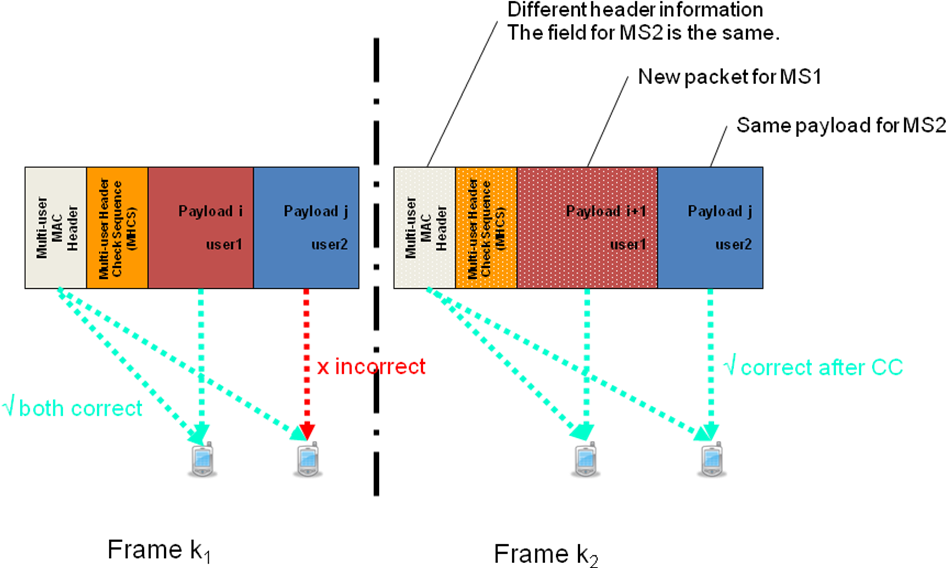 Different header information
The field for MS2 is the same.
New packet for MS1
Same payload for MS2
Multi-user
MAC
Header
Multi-user Header
Check Sequence
(MHCS)
Payload i
user1
Payload j
user2
Multi-user
MAC
Header
Multi-user Header
Check Sequence
(MHCS)
Payload i+1
user1
Payload j
user2
x incorrect
√ correct after CC
√ both correct
Frame k1
Frame k2